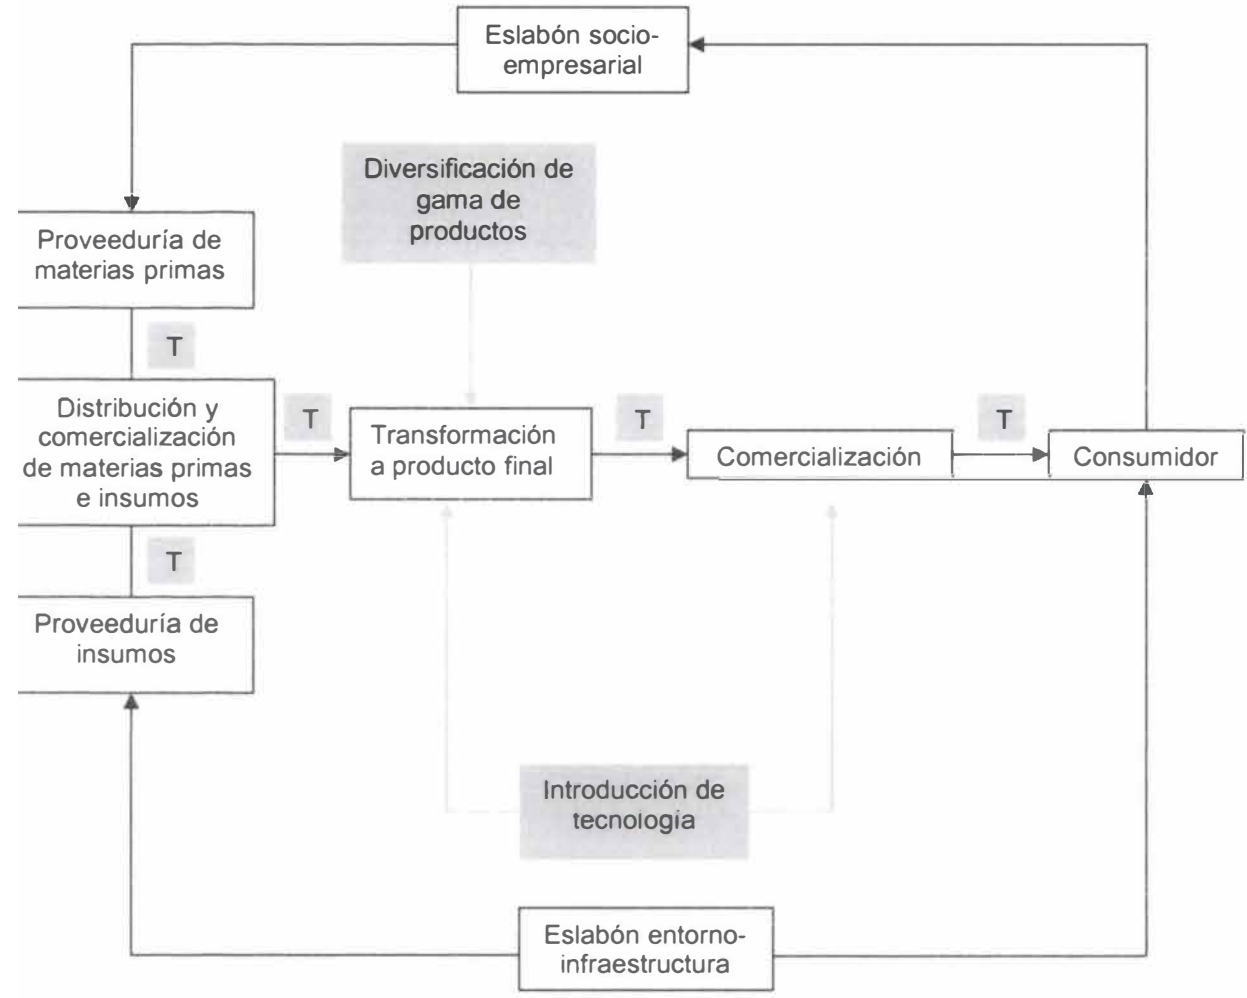 Eslabón socio-
empresarial
Diversificación de
gama de
productos
Proveeduría de
materias primas
T
Distribución y
comercialización
de materias primas
e insumos
T
Transformación
a producto final
T
Comercialización
T
Consumidor
T
Proveeduría de
insumos
Introducción de
tecnologia
Eslabón entorno-
infraestructura